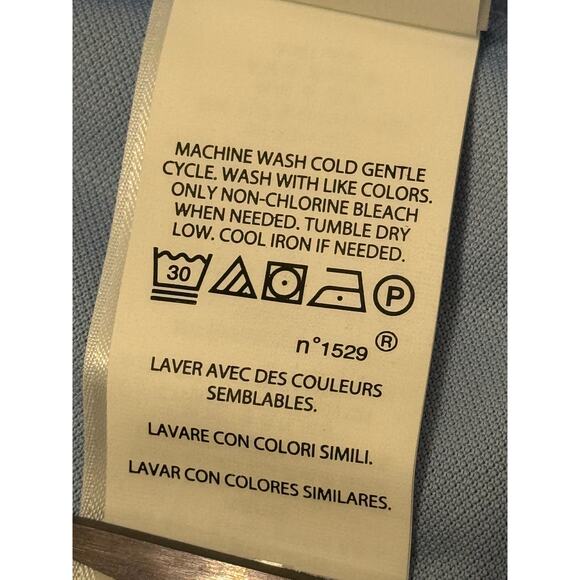 MACHINE WASH COLD GENTLE
CYCLE. WASH WITH LIKE COLORS.
ONLY NON-CHLORINE BLEACH
WHEN NEEDED. TUMBLE DRY
LOW. COOL IRON IF NEEDED.
30 P
n°1529 ®
LAVER AVEC DES COULEURS
SEMBLABLES.
LAVARE CON COLORI SIMILI.
LAVAR CON COLORES SIMILARES.